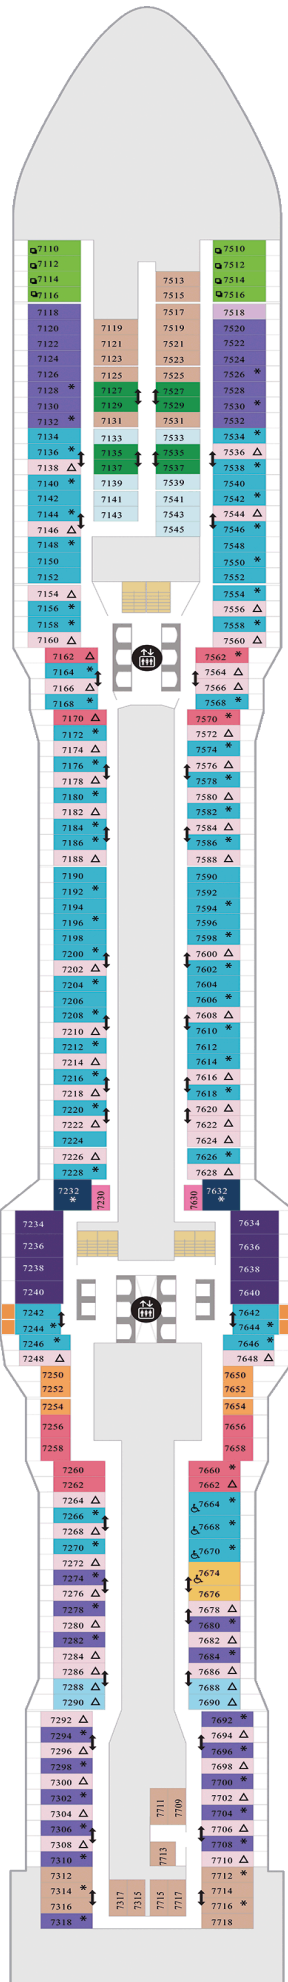 7110 7510
7112 7512
7114 7513 7514
7116 7515 7516
7118 7517 7518
7120 7119 7519 7520
7122 7121 7521 7522
7124 7123 7523 7524
7126 7125 7525 7526 *
7128 * 7127 7527 7528
7130 7129 7529 7530 *
7132 * 7131 7531 7532
7134 7133 7533 7534 *
7136 * 7135 7535 7536 △
7138 △ 7137 7537 7538 *
7140 * 7139 7539 7540
7142 7141 7541 7542 *
7144 * 7143 7543 7544 △
7146 △ 7545 7546 *
7148 * 7548
7150 7550 *
7152 7552
7154 △ 7554 *
7156 * 7556 △
7158 * 7558 *
7160 △ 7560 △
7162 △ 7562 *
7164 * 7564 △
7166 △ 7566 △
7168 * 7568 *
7170 △ 7570 *
7172 * 7572 △
7174 △ 7574 *
7176 * 7576 △
7178 △ 7578 *
7180 * 7580 △
7182 △ 7582 *
7184 * 7584 △
7186 * 7586 *
7188 △ 7588 △
7190 7590
7192 * 7592
7194 7594 *
7196 * 7596
7198 7598 *
7200 * 7600 △
7202 △ 7602 *
7204 * 7604
7206 7606 *
7208 * 7608 △
7210 △ 7610 *
7212 * 7612
7214 △ 7614 *
7216 * 7616 △
7218 △ 7618 *
7220 * 7620 △
7222 △ 7622 △
7224 7624 △
7226 △ 7626 *
7228 * 7628 △
7232 * 7230 7630 7632 *
7234 7634
7236 7636
7238 7638
7240 7640
7242 7642
7244 * 7644 *
7246 * 7646 *
7248 △ 7648 △
7250 7650
7252 7652
7254 7654
7256 7656
7258 7658
7260 7660 *
7262 7662 △
7264 △ 7664 *
7266 *
7268 △ 7668 *
7270 * 7670 *
7272 △
7274 * 7674
7276 △ 7676
7278 * 7678 △
7280 △ 7680 *
7282 * 7682 △
7284 △ 7684 *
7286 △ 7686 △
7288 △ 7688 △
7290 △ 7690 △
7292 △ 7692 *
7294 * 7694 △
7296 △ 7696 *
7298 * 7698 △
7300 △ 7700 *
7302 * 7711 7709 7702 △
7304 △ 7704 *
7306 * 7706 △
7308 △ 7708 *
7310 * 7713 7710 △
7312 7712 *
7314 * 7714
7316 7317 7315 7715 7717 7716 *
7318 * 7718